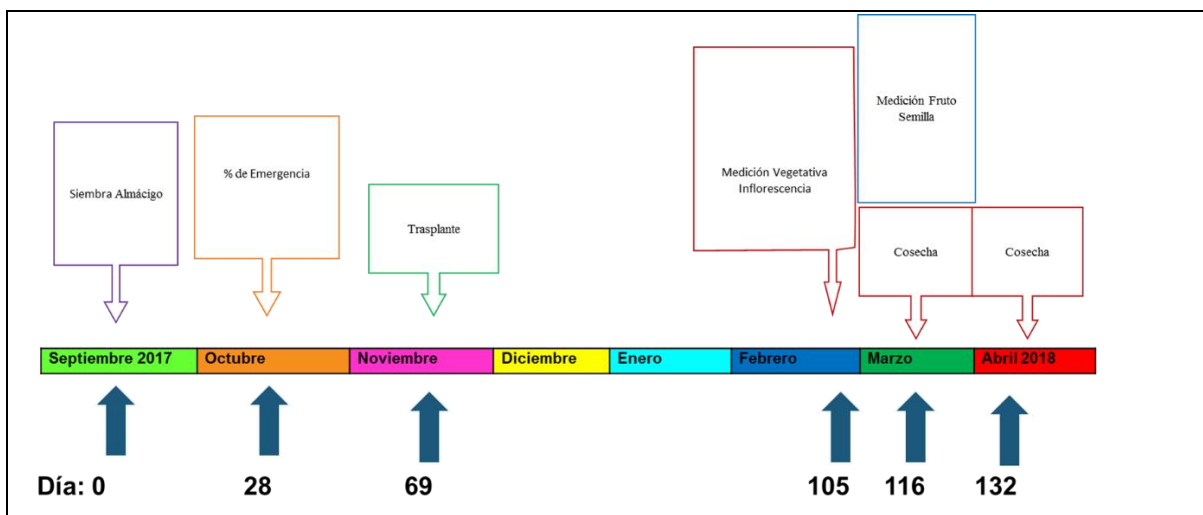 Siembra Almácigo
% de Emergencia
Trasplante
Medición Vegetativa
Inflorescencia
Medición Fruto
Semilla
Cosecha
Cosecha
Septiembre 2017
Octubre
Noviembre
Diciembre
Enero
Febrero
Marzo
Abril 2018
Día: 0
28
69
105
116
132